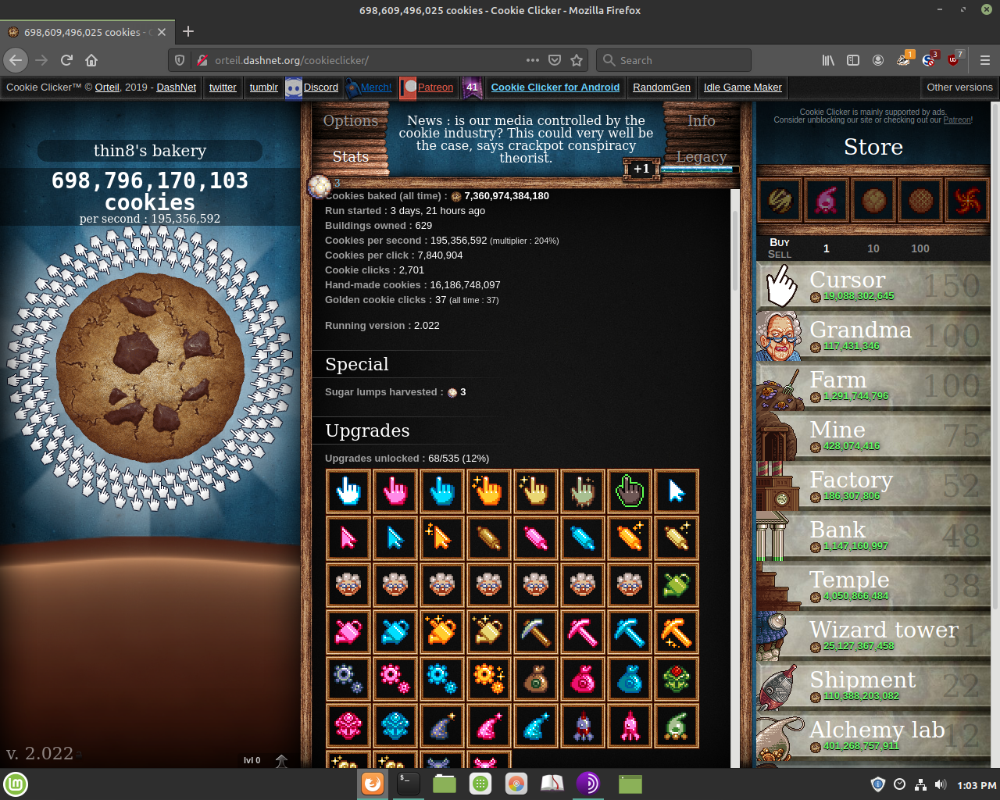 698,609,496,025 cookies - Cookie Clicker - Mozilla Firefox
698,609,496,025 cookies -
orteil.dashnet.org/cookieclicker/
Search
1
3
7
Cookie Clicker™ © Orteil, 2019 - DashNet
twitter
tumblr
Discord
Merch!
Patreon
41
Cookie Clicker for Android
RandomGen
Idle Game Maker
Other versions
thin8's bakery
698,796,170,103
cookies
per second : 195,356,592
v. 2.022
lvl 0
Options
Stats
News : is our media controlled by the
cookie industry? This could very well be
the case, says crackpot conspiracy
theorist.
Info
Legacy
+1
3
Cookies baked (all time) : 7,360,974,384,180
Run started : 3 days, 21 hours ago
Buildings owned : 629
Cookies per second : 195,356,592 (multiplier : 204%)
Cookies per click : 7,840,904
Cookie clicks : 2,701
Hand-made cookies : 16,186,748,097
Golden cookie clicks : 37 (all time : 37)
Running version : 2.022
Special
Sugar lumps harvested : 3
Upgrades
Upgrades unlocked : 68/535 (12%)
Cookie Clicker is mainly supported by ads.
Consider unblocking our site or checking out our Patreon!
Store
Buy
Sell
1
10
100
Cursor
19,088,302,645
150
Grandma
117,431,346
100
Farm
1,291,744,796
100
Mine
428,074,416
75
Factory
186,307,806
52
Bank
1,147,160,997
48
Temple
4,050,866,484
38
Wizard tower
25,127,367,458
31
Shipment
110,388,203,082
22
Alchemy lab
401,268,757,911
12
1:03 PM